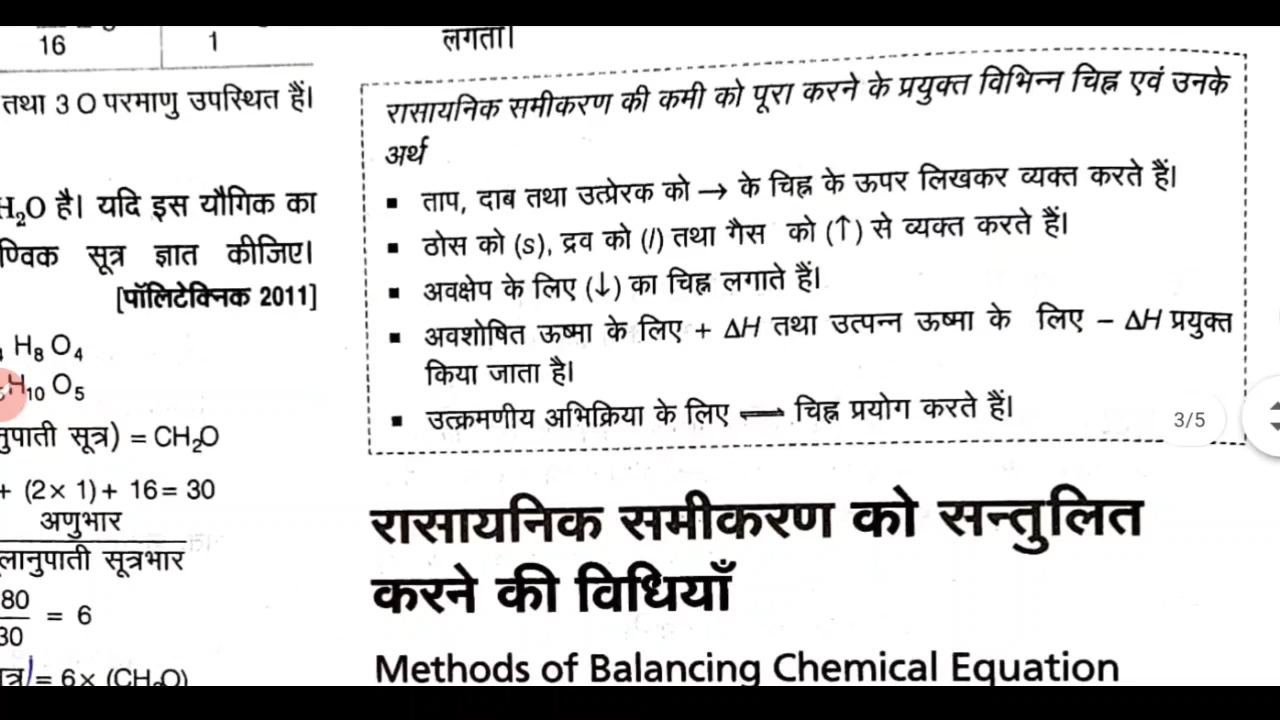 16
1
तथा 3 O परमाणु उपस्थित हैं।
H₂O है। यदि इस यौगिक का
सूत्र ज्ञात कीजिए।
[पॉलिटेक्निक 2011]
H₈ O₄
H₁₀ O₅
सूत्र) = CH₂O
+ (2 × 1) + 16 = 30
अणुभार
सूत्रभार
80
30
= 6
= 6 × (CH₂O)
लगता।
रासायनिक समीकरण की कमी को पूरा करने के प्रयुक्त विभिन्न चिह्न एवं उनके
अर्थ
▪ ताप, दाब तथा उत्प्रेरक को → के चिह्न के ऊपर लिखकर व्यक्त करते हैं।
▪ ठोस को (s), द्रव को (l) तथा गैस को (↑) से व्यक्त करते हैं।
▪ अवक्षेप के लिए (↓) का चिह्न लगाते हैं।
▪ अवशोषित ऊष्मा के लिए + ΔH तथा उत्पन्न ऊष्मा के लिए – ΔH प्रयुक्त
किया जाता है।
▪ उत्क्रमणीय अभिक्रिया के लिए ⇌ चिह्न प्रयोग करते हैं।
3/5
रासायनिक समीकरण को सन्तुलित
करने की विधियाँ
Methods of Balancing Chemical Equation